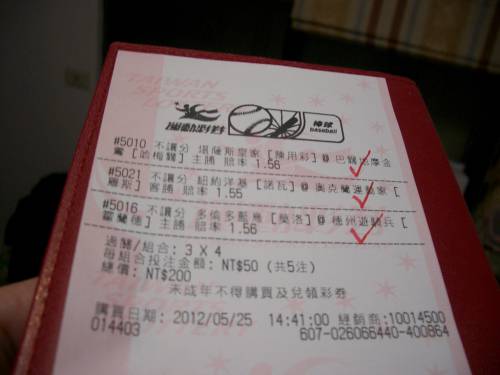 TAIWAN
SPORTS
運動彩券
棒球
baseball
#5010 不讓分 堪薩斯皇家 [陳用彩] @ 巴爾地摩金
鶯 [哈梅爾] 主勝 賠率 1.56
#5021 不讓分 紐約洋基 [諾瓦] @ 奧克蘭運動家 [
羅斯] 客勝 賠率 1.55
#5016 不讓分 多倫多藍鳥 [莫洛] @ 德州遊騎兵 [
霍蘭德] 主勝 賠率 1.56
過關/組合: 3 X 4
每組合投注金額: NT$50 (共5注)
總價: NT$200
未成年不得購買及兌領彩券
購買日期: 2012/05/25 14:41:00 經銷商:10014500
014403 607-026066440-400864